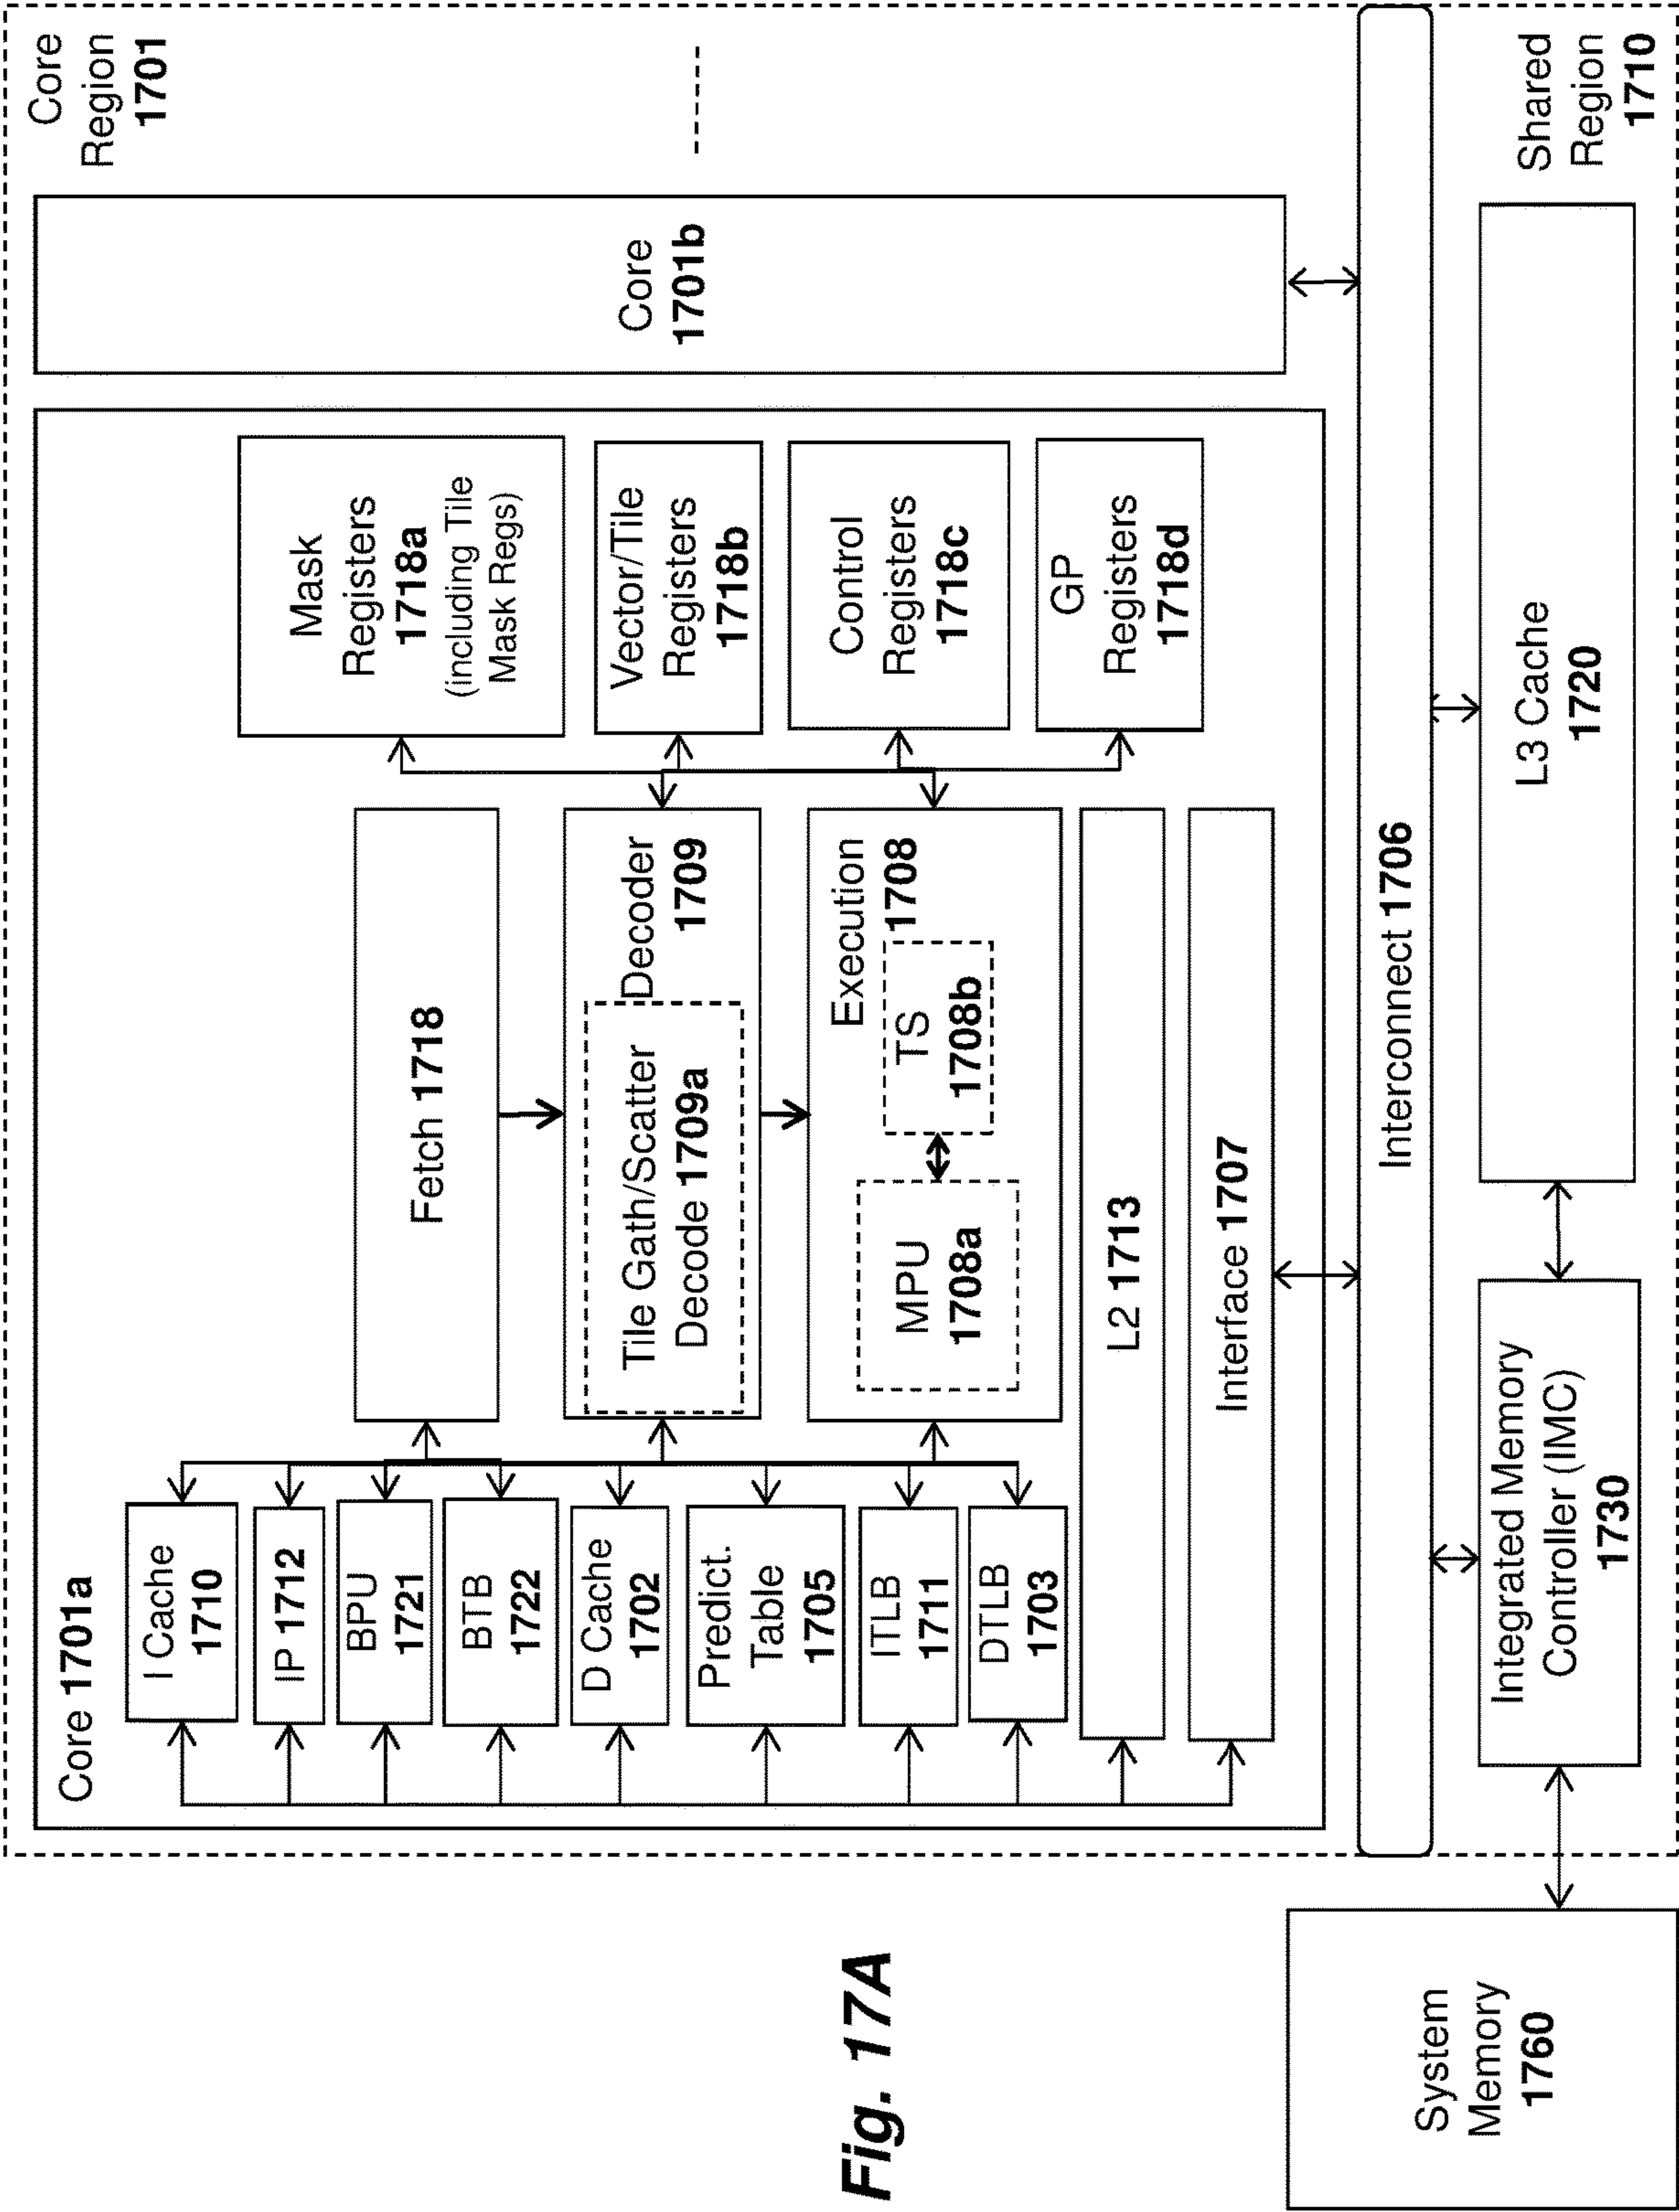 Core
Region
1701
Core 1701a
I Cache
1710
IP 1712
BPU
1721
BTB
1722
D Cache
1702
Predict.
Table
1705
ITLB
1711
DTLB
1703
Fetch 1718
Decoder
1709
Tile Gath/Scatter
Decode 1709a
Execution
1708
MPU
1708a
TS
1708b
L2 1713
Interface 1707
Mask
Registers
1718a
(including Tile
Mask Regs)
Vector/Tile
Registers
1718b
Control
Registers
1718c
GP
Registers
1718d
Core
1701b
Interconnect 1706
Shared
Region
1710
Integrated Memory
Controller (IMC)
1730
L3 Cache
1720
System
Memory
1760
Fig. 17A